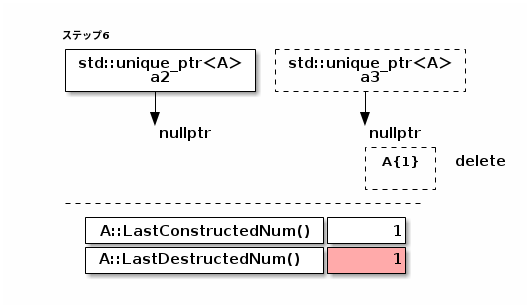 ステップ6
std::unique_ptr<A>
a2
std::unique_ptr<A>
a3
nullptr
nullptr
A{1}
delete
A::LastConstructedNum()
1
A::LastDestructedNum()
1